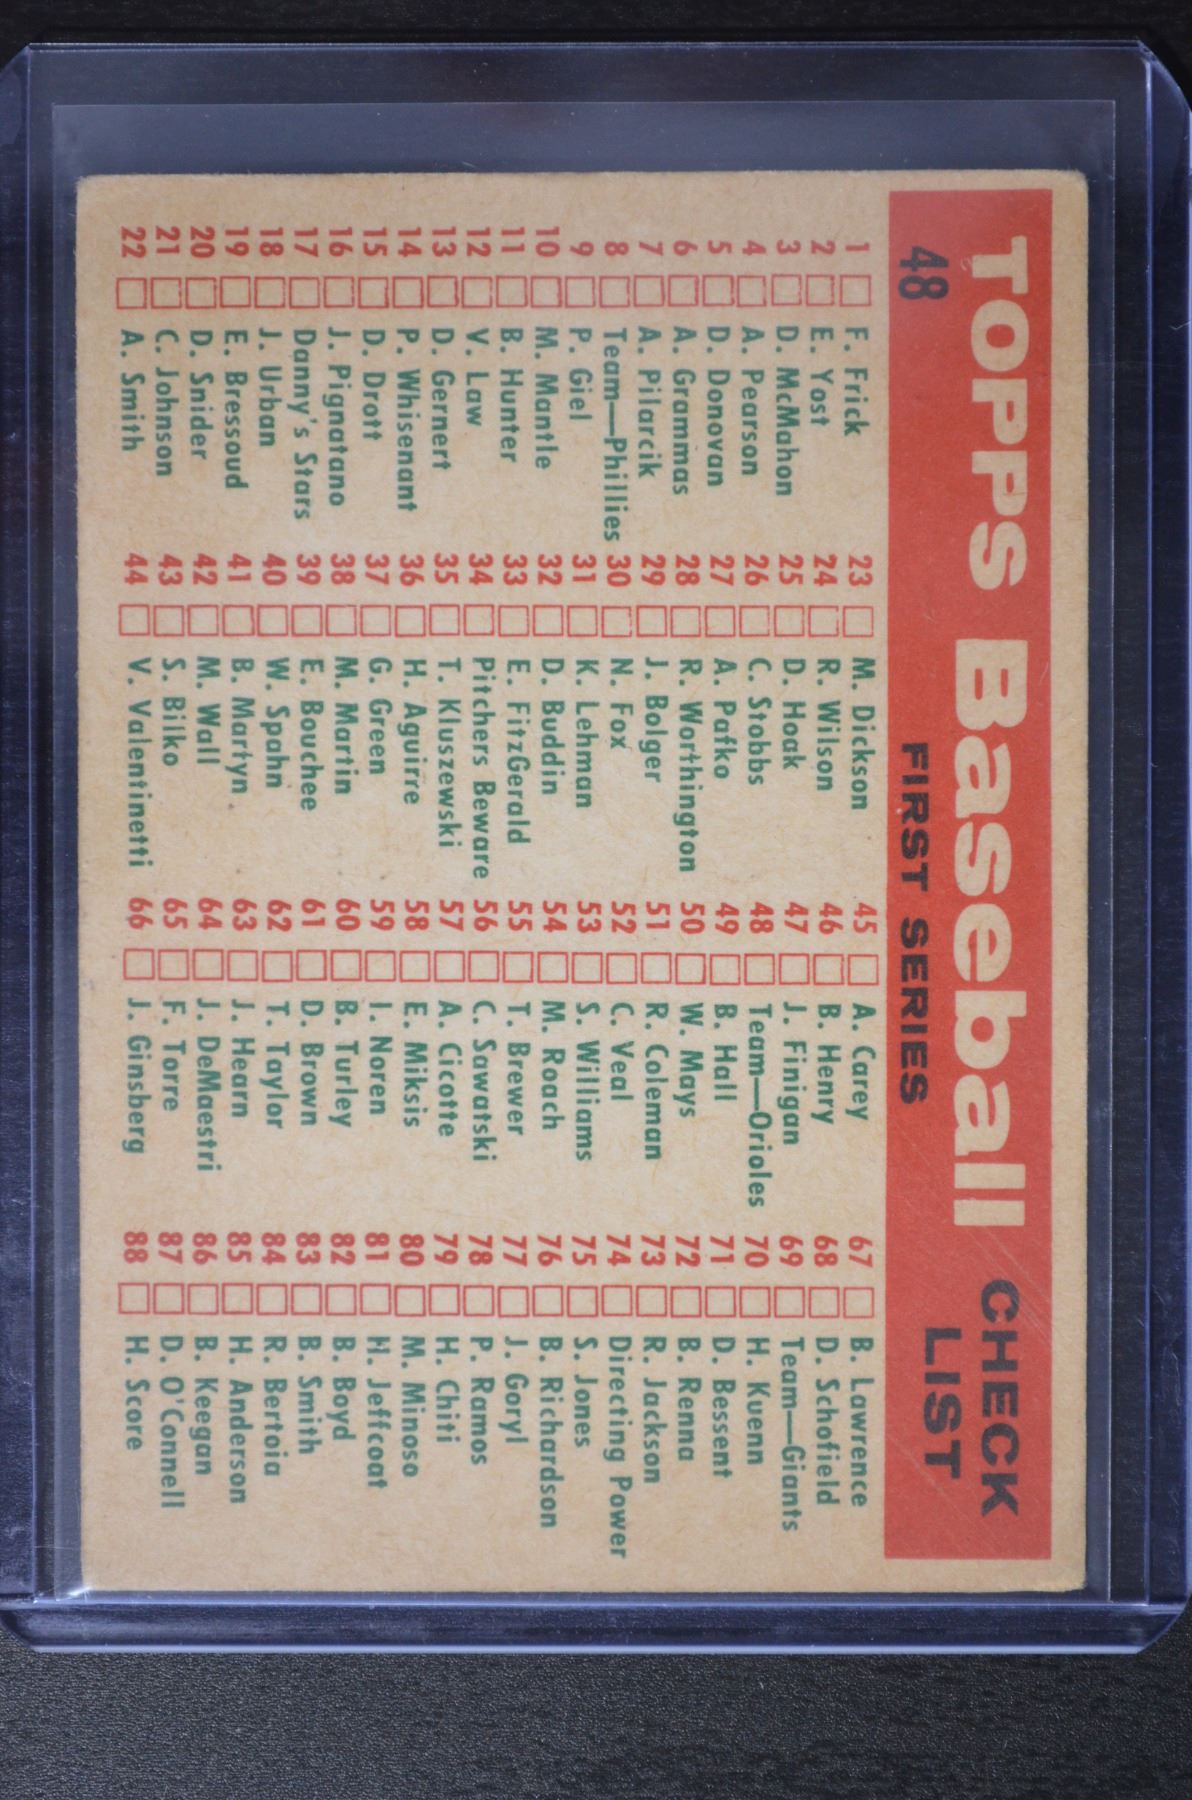 TOPPS Baseball CHECK LIST
48 FIRST SERIES
1 F. Frick
2 E. Yost
3 D. McMahon
4 A. Pearson
5 D. Donovan
6 A. Grammas
7 A. Pilarcik
8 Team—Phillies
9 P. Giel
10 M. Mantle
11 B. Hunter
12 V. Law
13 D. Gernert
14 P. Whisenant
15 D. Drott
16 J. Pignatano
17 Danny's Stars
18 J. Urban
19 E. Bressoud
20 D. Snider
21 C. Johnson
22 A. Smith
23 M. Dickson
24 R. Wilson
25 D. Hoak
26 C. Stobbs
27 A. Pafko
28 R. Worthington
29 J. Bolger
30 N. Fox
31 K. Lehman
32 D. Buddin
33 E. FitzGerald
34 Pitchers Beware
35 T. Kluszewski
36 H. Aguirre
37 G. Green
38 M. Martin
39 E. Bouchee
40 W. Spahn
41 B. Martyn
42 M. Wall
43 S. Bilko
44 V. Valentinetti
45 A. Carey
46 B. Henry
47 J. Finigan
48 Team—Orioles
49 B. Hall
50 W. Mays
51 R. Coleman
52 C. Veal
53 S. Williams
54 M. Roach
55 T. Brewer
56 C. Sawatski
57 A. Cicotte
58 E. Miksis
59 I. Noren
60 B. Turley
61 D. Brown
62 T. Taylor
63 J. Hearn
64 J. DeMaestri
65 F. Torre
66 J. Ginsberg
67 B. Lawrence
68 D. Schofield
69 Team—Giants
70 H. Kuenn
71 D. Bessent
72 B. Renna
73 R. Jackson
74 Directing Power
75 S. Jones
76 B. Richardson
77 J. Goryl
78 P. Ramos
79 H. Chiti
80 M. Minoso
81 H. Jeffcoat
82 B. Boyd
83 B. Smith
84 R. Bertoia
85 H. Anderson
86 B. Keegan
87 D. O'Connell
88 H. Score